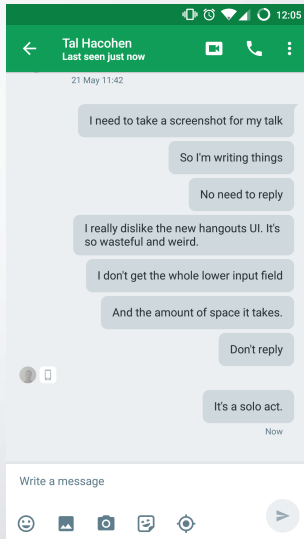 12:05
Tal Hacohen
Last seen just now
21 May 11:42
I need to take a screenshot for my talk
So I'm writing things
No need to reply
I really dislike the new hangouts UI. It's
so wasteful and weird.
I don't get the whole lower input field
And the amount of space it takes.
Don't reply
It's a solo act.
Now
Write a message